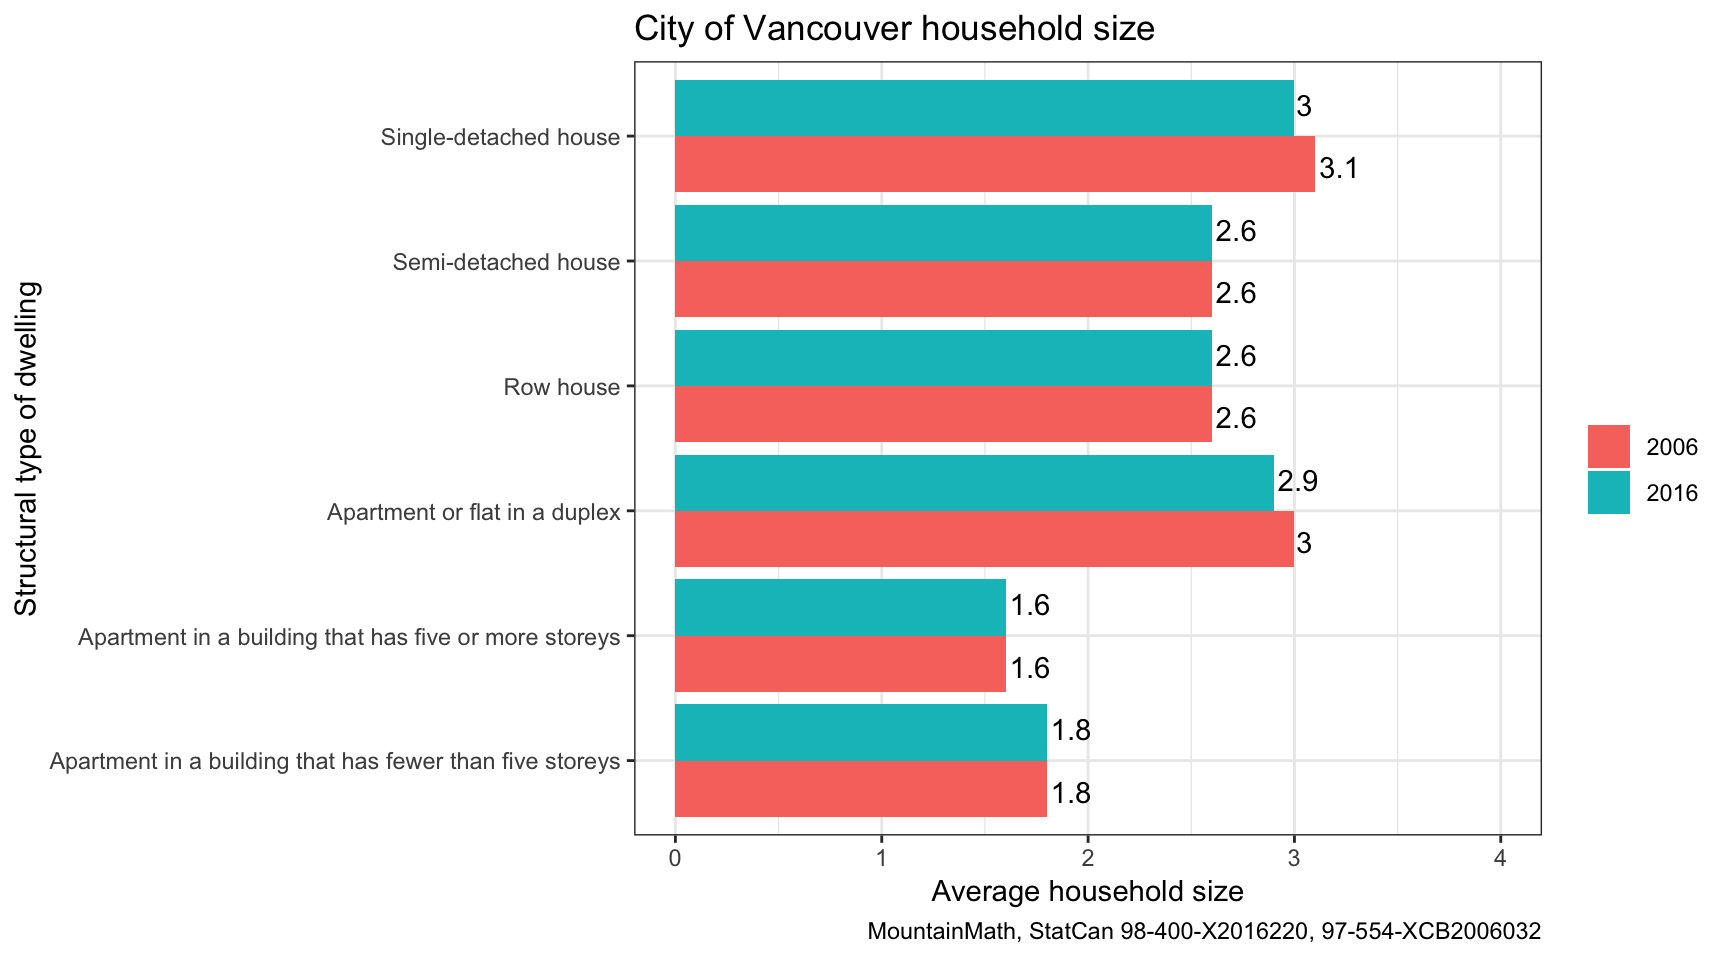 City of Vancouver household size
Structural type of dwelling
Single-detached house
3
3.1
Semi-detached house
2.6
2.6
Row house
2.6
2.6
Apartment or flat in a duplex
2.9
3
Apartment in a building that has five or more storeys
1.6
1.6
Apartment in a building that has fewer than five storeys
1.8
1.8
0 1 2 3 4
Average household size
2006
2016
MountainMath, StatCan 98-400-X2016220, 97-554-XCB2006032